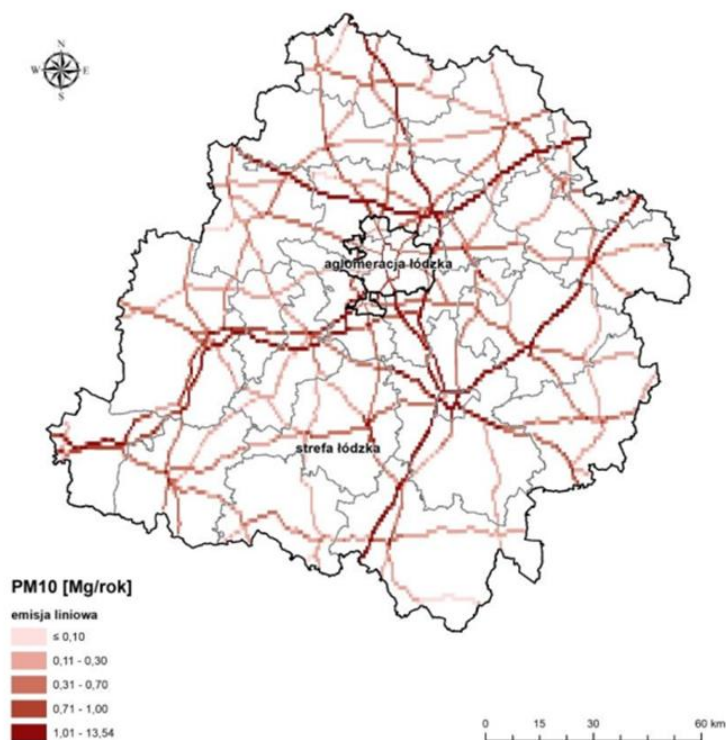 N
W E
S
aglomeracja łódzka
strefa łódzka
PM10 [Mg/rok]
emisja liniowa
≤ 0,10
0,11 - 0,30
0,31 - 0,70
0,71 - 1,00
1,01 - 13,54
0 15 30 60 km